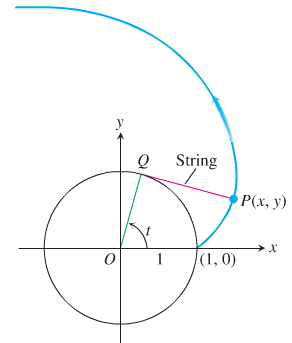 y
Q String
P(x, y)
t
O 1 (1, 0) x